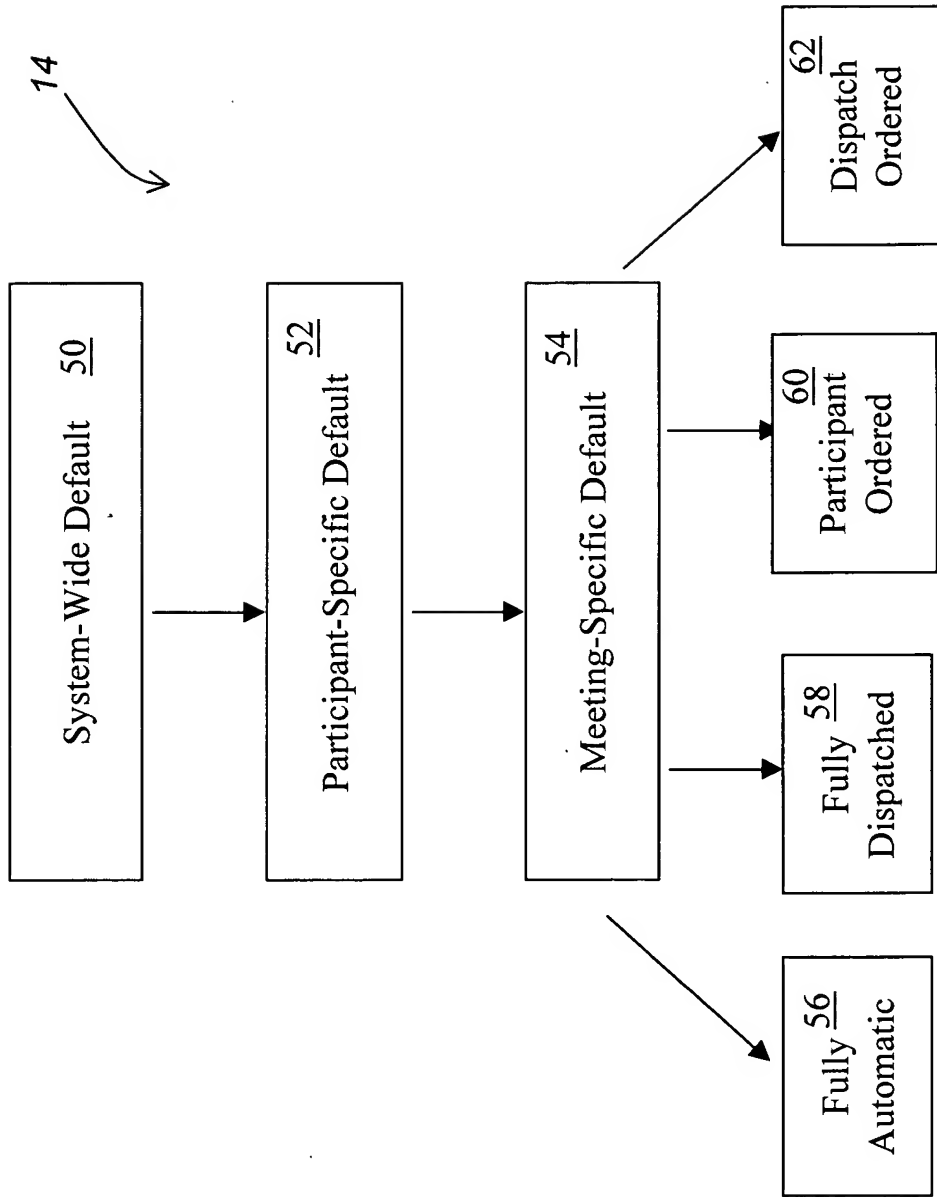 14
System-Wide Default 50
Participant-Specific Default 52
Meeting-Specific Default 54
Fully 56
Automatic
Fully 58
Dispatched
60
Participant
Ordered
62
Dispatch
Ordered